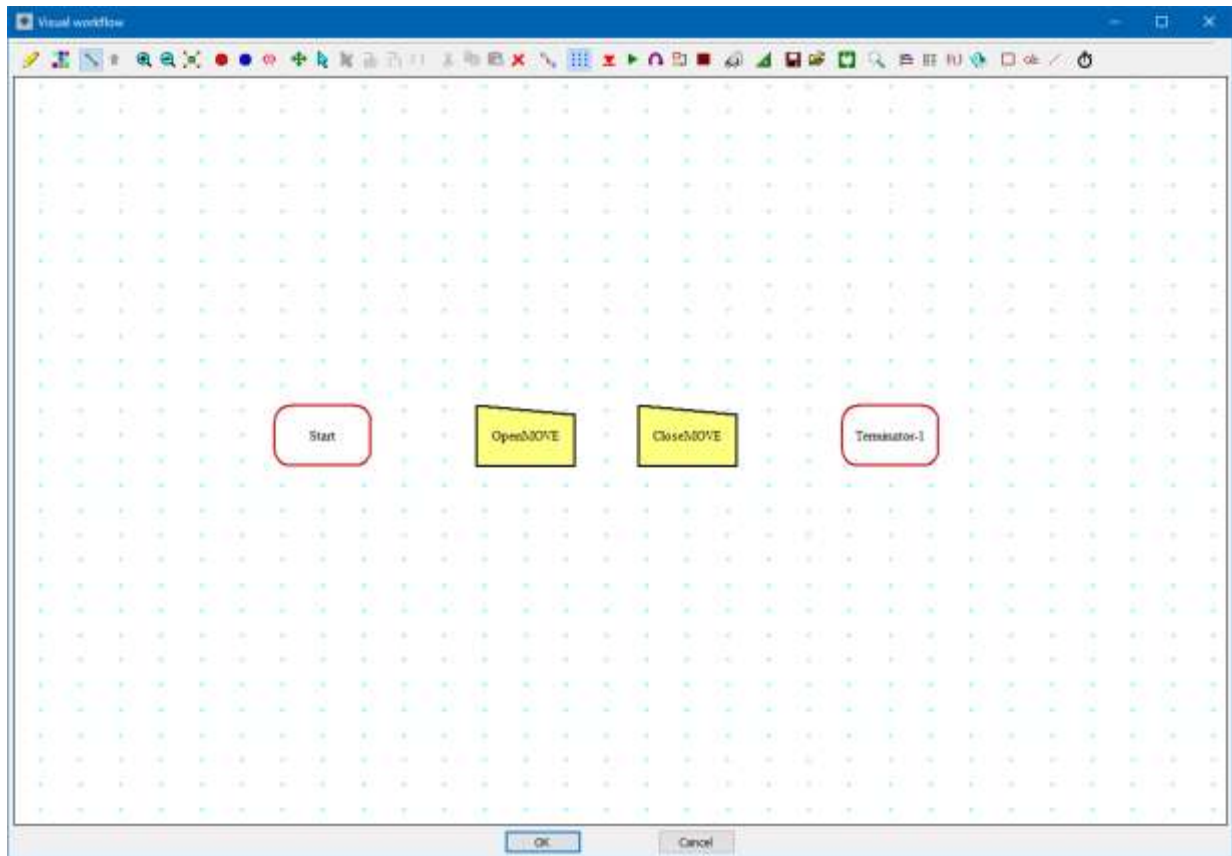 Visual workflow
Start
OpenMOVE
CloseMOVE
Terminator-1
OK
Cancel